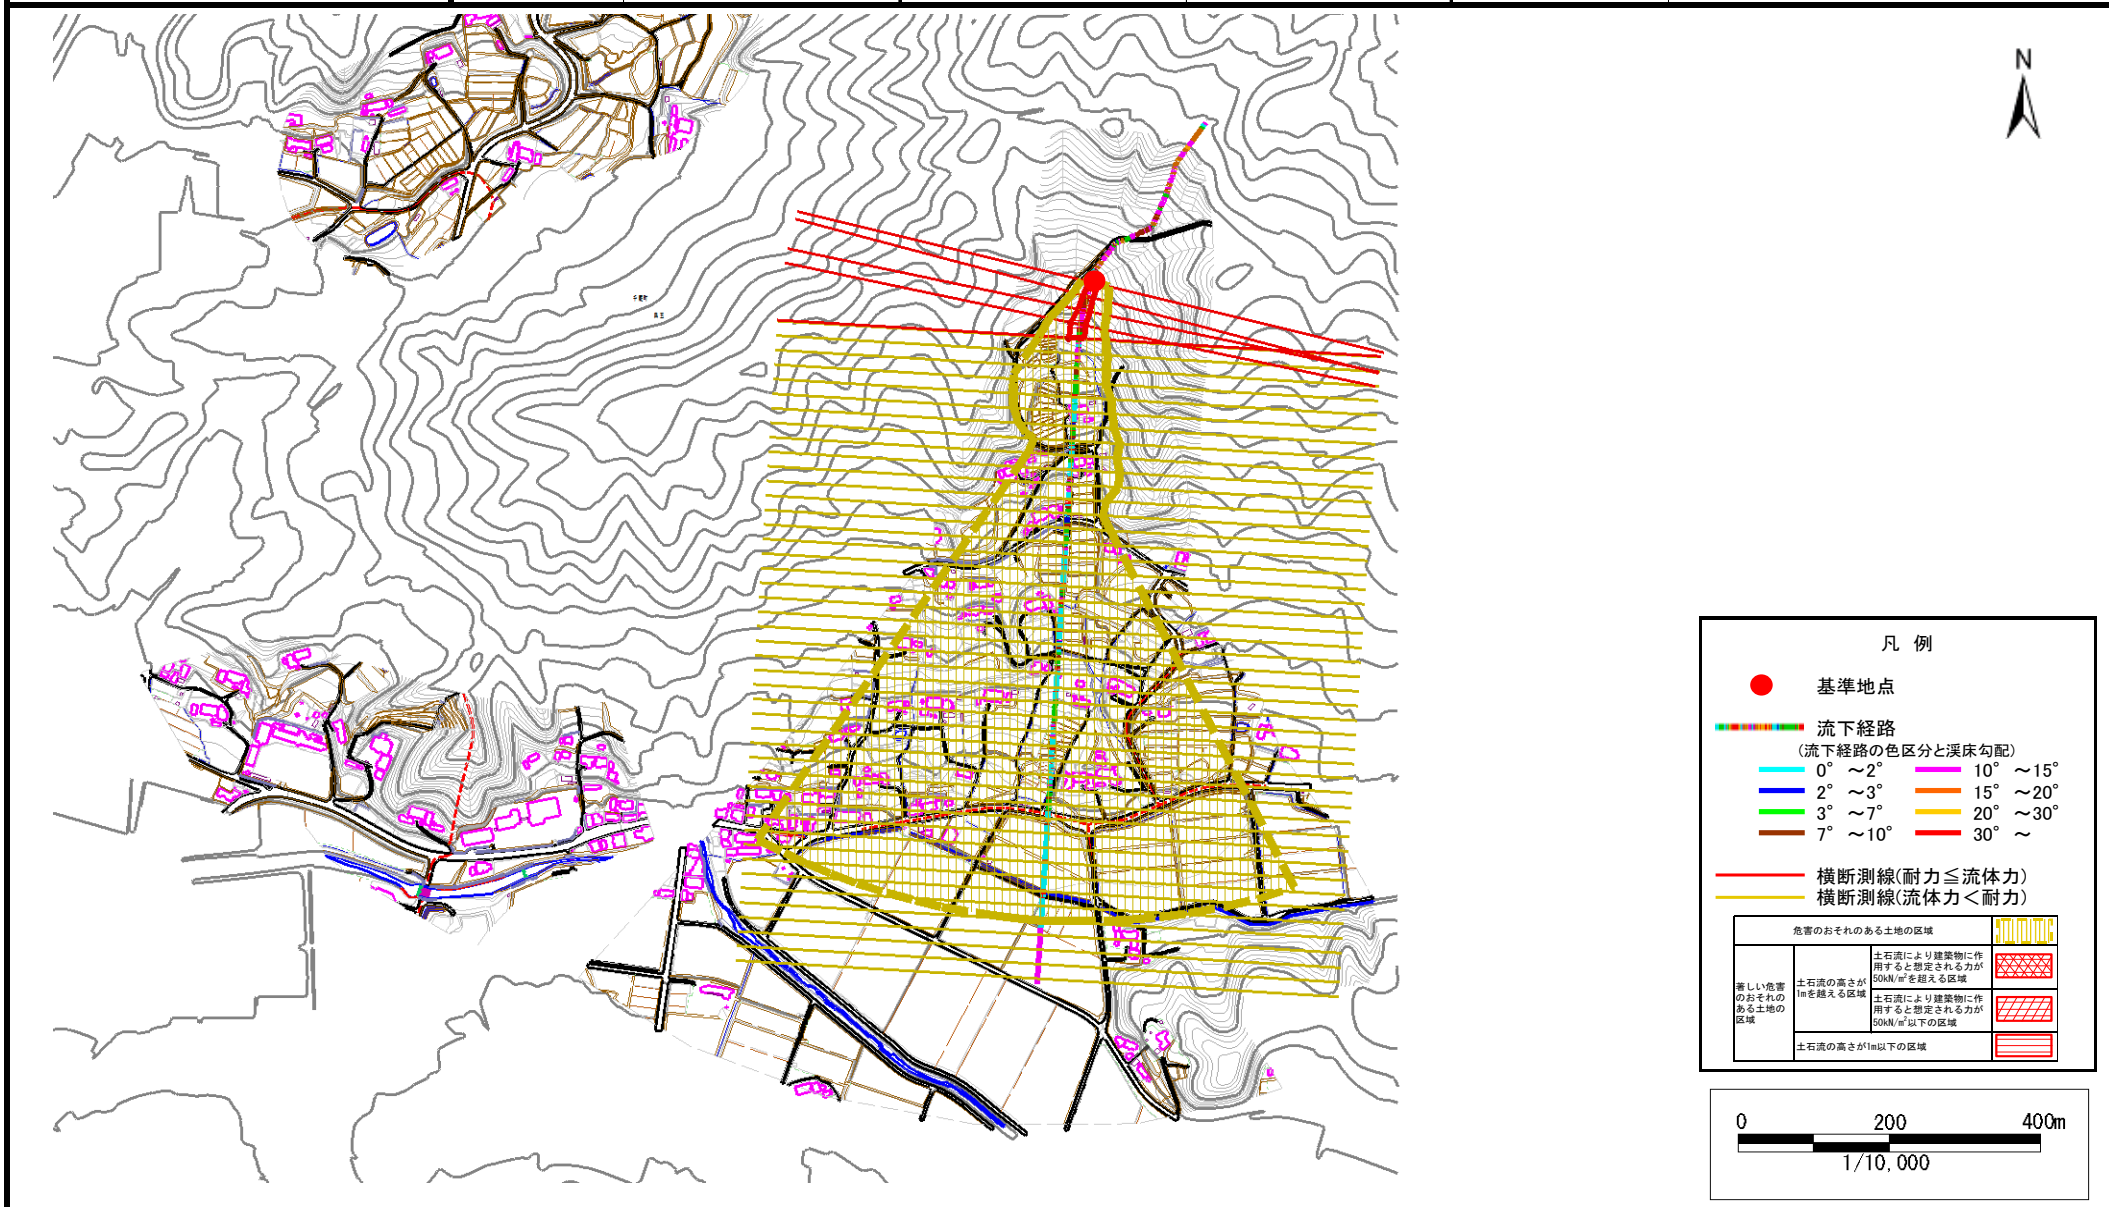 N
凡 例
基準地点
流下経路
(流下経路の色区分と渓床勾配)
0° ～2° 10° ～15°
2° ～3° 15° ～20°
3° ～7° 20° ～30°
7° ～10° 30° ～
横断測線(耐力≦流体力)
横断測線(流体力＜耐力)
危害のおそれのある土地の区域
著しい危害
のおそれの
ある土地の
区域
土石流の高さが
1mを越える区域
土石流により建築物に作
用すると想定される力が
50kN/m²を超える区域
土石流により建築物に作
用すると想定される力が
50kN/m²以下の区域
土石流の高さが1m以下の区域
0 200 400m
1/10,000